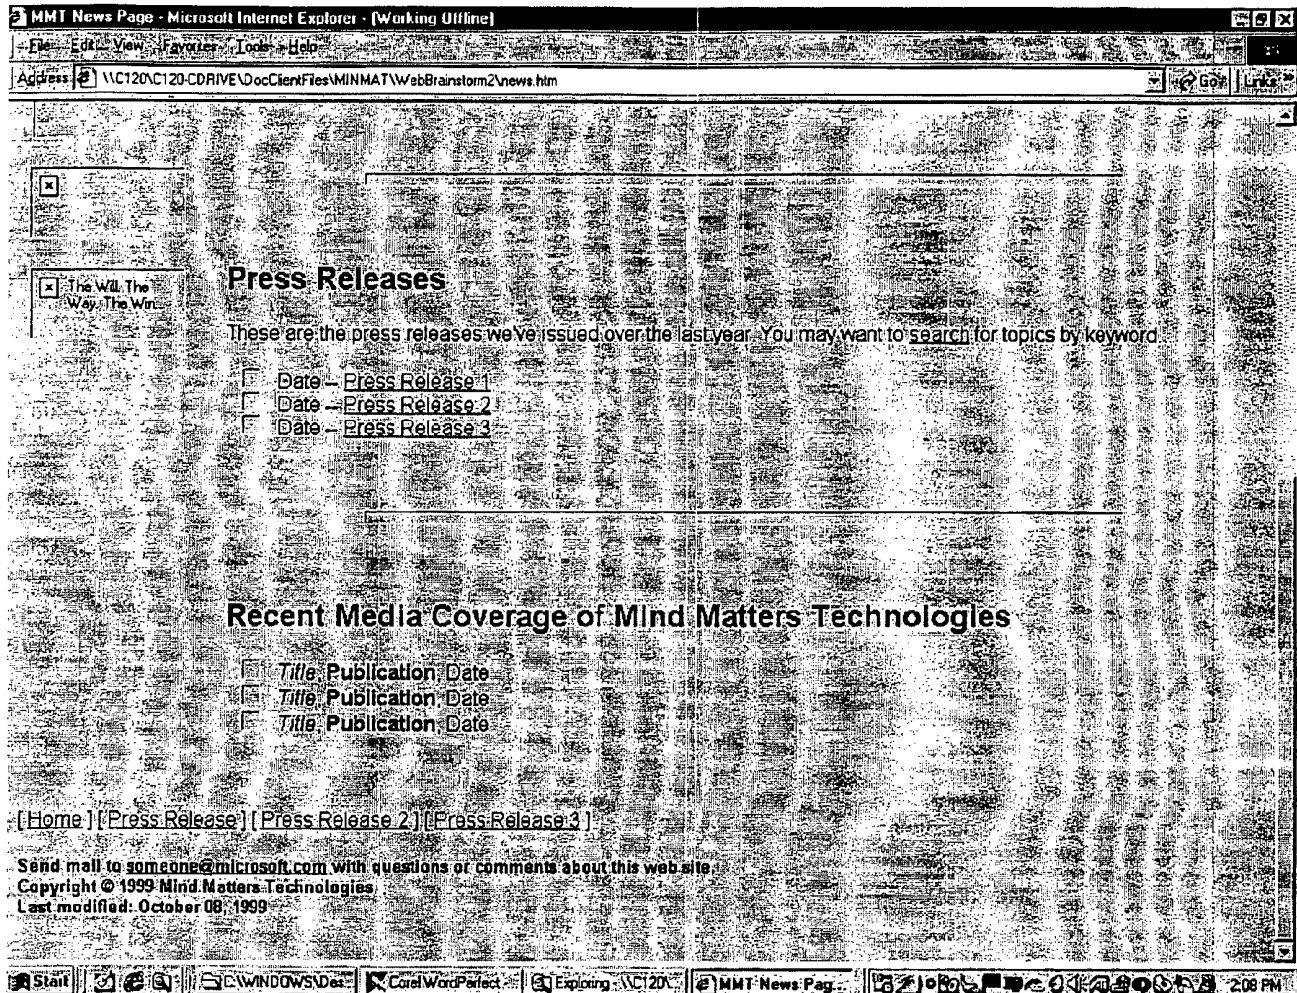 MMT News Page - Microsoft Internet Explorer - [Working Offline]
File Edit View Favorites Tools Help
Address \\C120\C120-CDRIVE\DocClientFiles\MINMAT\WebBrainstorm2\news.htm Go Links
The Will. The
Way. The Win.
Press Releases
These are the press releases we've issued over the last year. You may want to search for topics by keyword.
Date – Press Release 1
Date – Press Release 2
Date – Press Release 3
Recent Media Coverage of Mind Matters Technologies
Title, Publication, Date
Title, Publication, Date
Title, Publication, Date
[ Home ] [ Press Release ] [ Press Release 2 ] [ Press Release 3 ]
Send mail to someone@microsoft.com with questions or comments about this web site.
Copyright © 1999 Mind Matters Technologies
Last modified: October 08, 1999
Start C:\WINDOWS\Des... Corel WordPerfect... Exploring - \\C120\... MMT News Pag... 2:08 PM